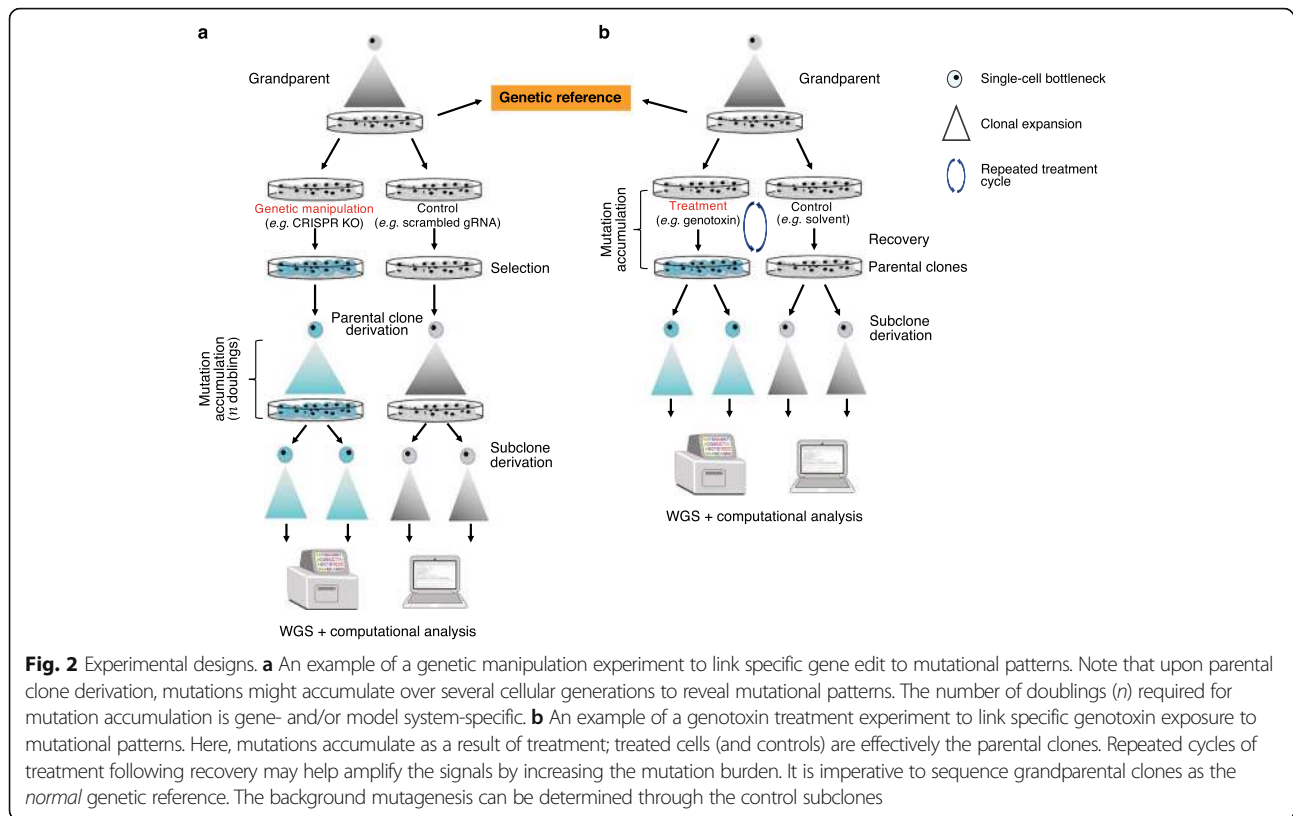 a
Grandparent
Genetic reference
Genetic manipulation
(e.g. CRISPR KO)
Control
(e.g. scrambled gRNA)
Selection
Parental clone
derivation
Mutation
accumulation
(n doublings)
Subclone
derivation
WGS + computational analysis
b
Grandparent
Mutation
accumulation
Treatment
(e.g. genotoxin)
Control
(e.g. solvent)
Recovery
Parental clones
Subclone
derivation
WGS + computational analysis
Single-cell bottleneck
Clonal expansion
Repeated treatment
cycle
Fig. 2 Experimental designs. a An example of a genetic manipulation experiment to link specific gene edit to mutational patterns. Note that upon parental
clone derivation, mutations might accumulate over several cellular generations to reveal mutational patterns. The number of doublings (n) required for
mutation accumulation is gene- and/or model system-specific. b An example of a genotoxin treatment experiment to link specific genotoxin exposure to
mutational patterns. Here, mutations accumulate as a result of treatment; treated cells (and controls) are effectively the parental clones. Repeated cycles of
treatment following recovery may help amplify the signals by increasing the mutation burden. It is imperative to sequence grandparental clones as the
normal genetic reference. The background mutagenesis can be determined through the control subclones